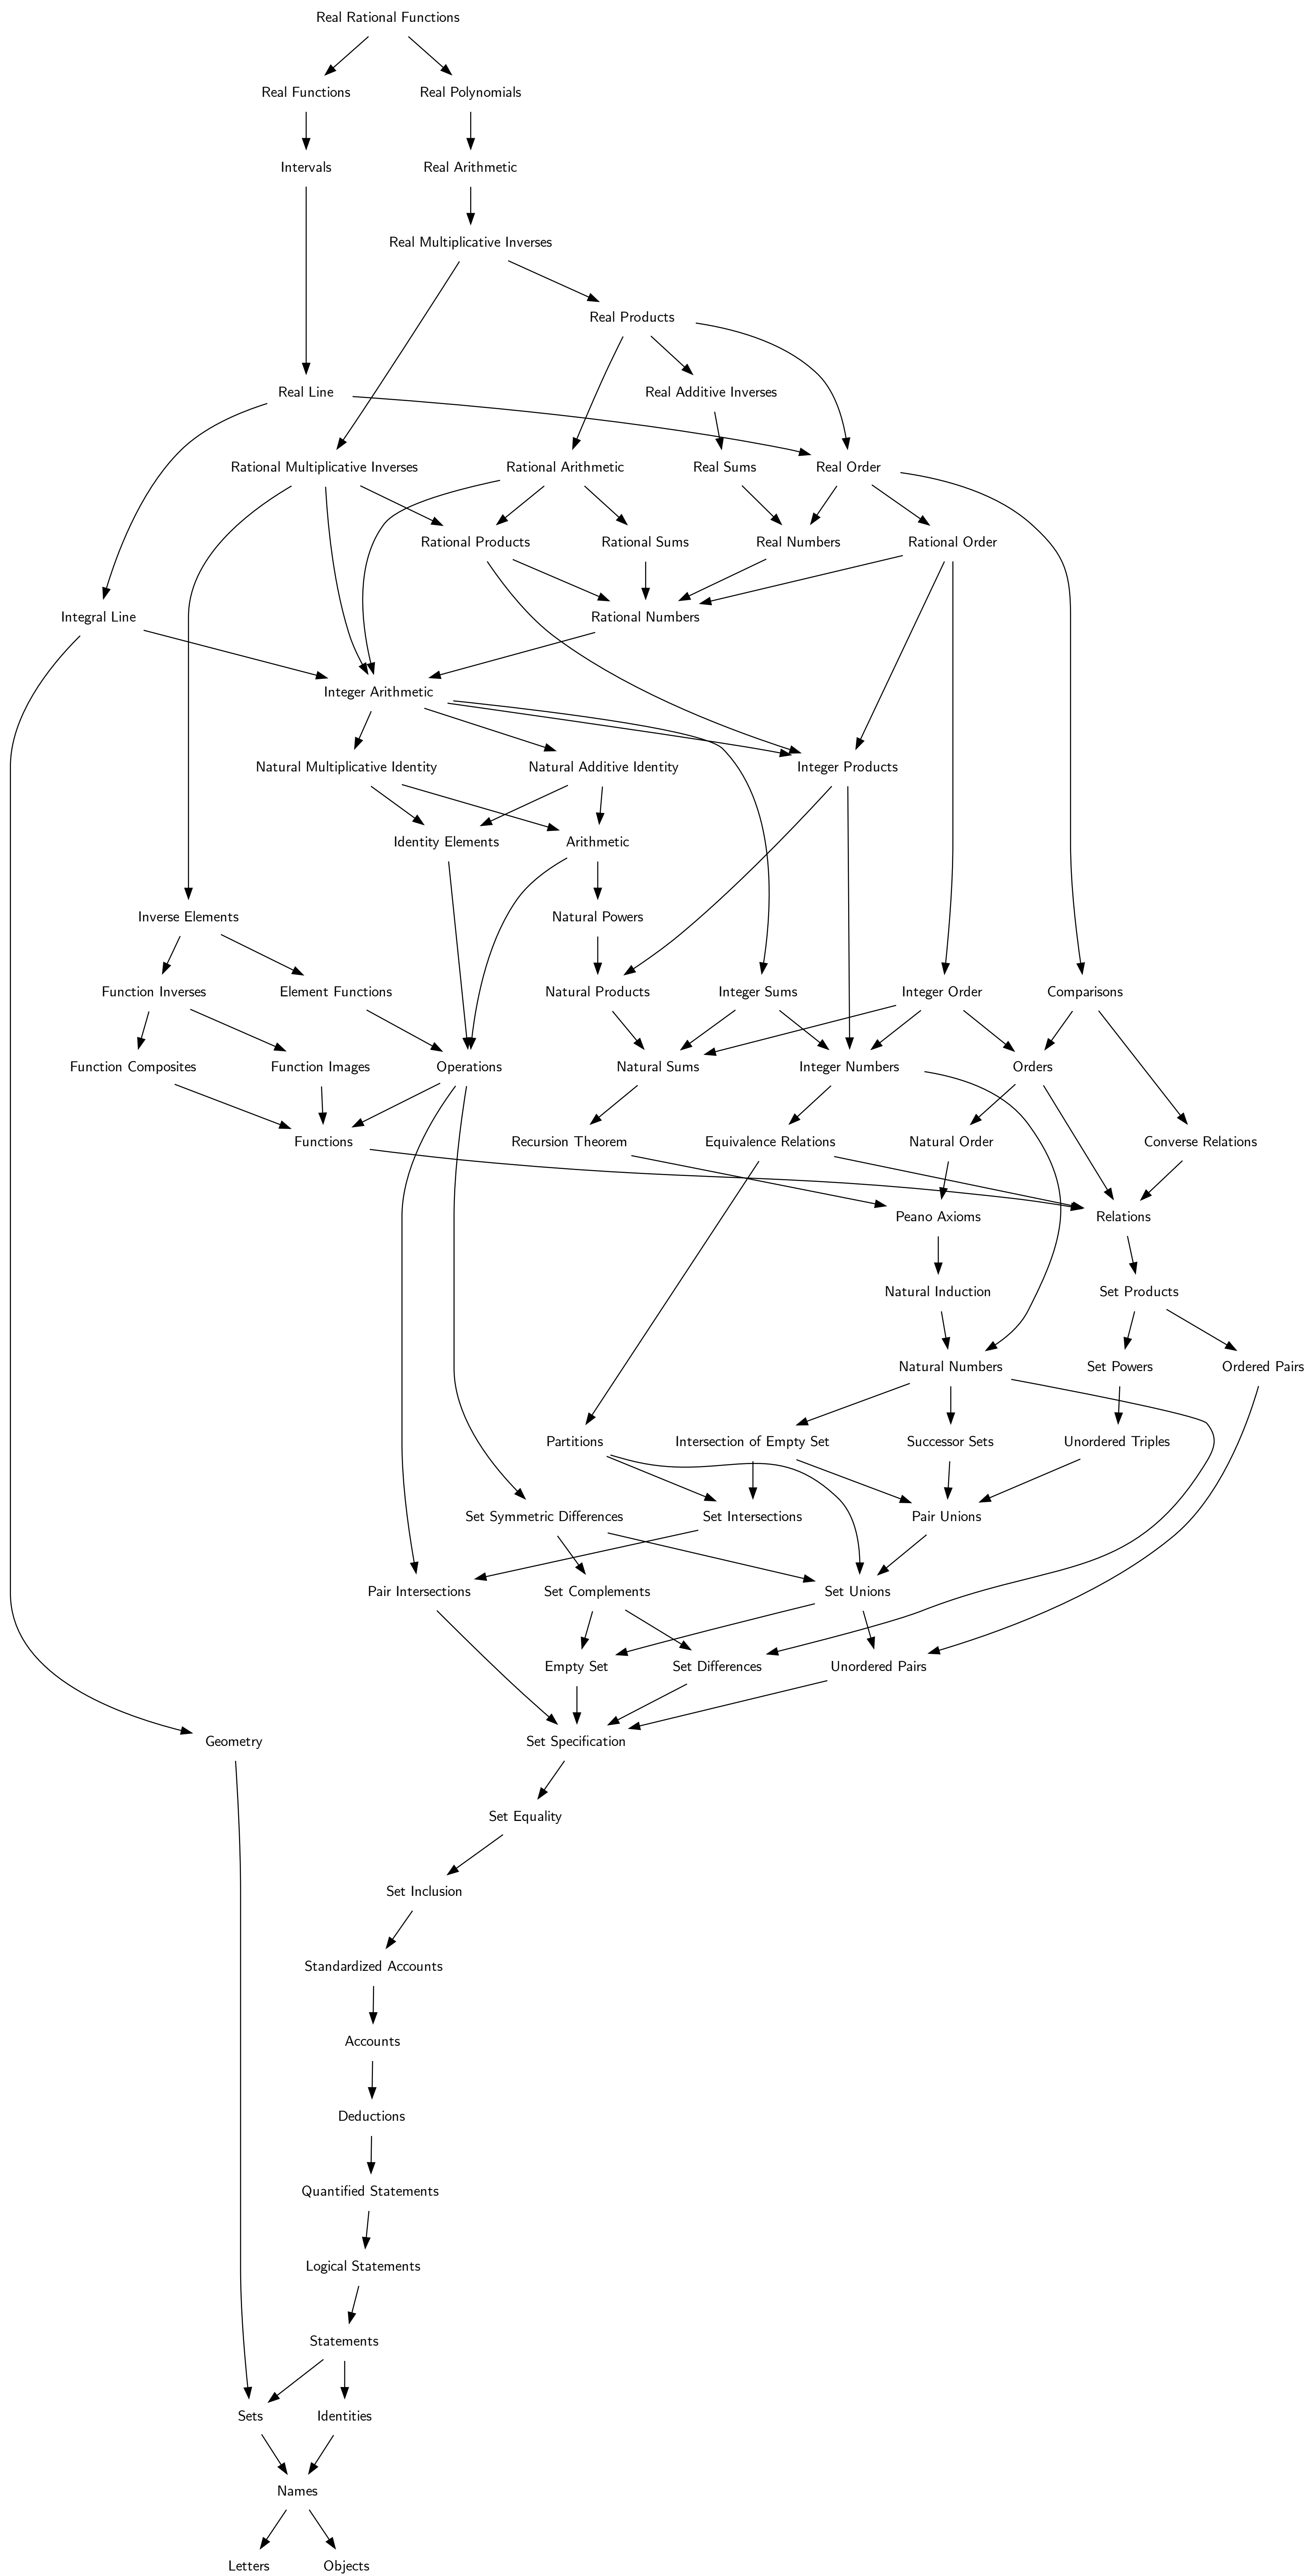 Real Rational Functions
Real Functions
Real Polynomials
Intervals
Real Arithmetic
Real Multiplicative Inverses
Real Products
Real Line
Real Additive Inverses
Rational Multiplicative Inverses
Rational Arithmetic
Real Sums
Real Order
Rational Products
Rational Sums
Real Numbers
Rational Order
Integral Line
Rational Numbers
Integer Arithmetic
Natural Multiplicative Identity
Natural Additive Identity
Integer Products
Identity Elements
Arithmetic
Inverse Elements
Natural Powers
Function Inverses
Element Functions
Natural Products
Integer Sums
Integer Order
Comparisons
Function Composites
Function Images
Operations
Natural Sums
Integer Numbers
Orders
Functions
Recursion Theorem
Equivalence Relations
Natural Order
Converse Relations
Peano Axioms
Relations
Natural Induction
Set Products
Natural Numbers
Set Powers
Ordered Pairs
Partitions
Intersection of Empty Set
Successor Sets
Unordered Triples
Set Symmetric Differences
Set Intersections
Pair Unions
Pair Intersections
Set Complements
Set Unions
Empty Set
Set Differences
Unordered Pairs
Geometry
Set Specification
Set Equality
Set Inclusion
Standardized Accounts
Accounts
Deductions
Quantified Statements
Logical Statements
Statements
Sets
Identities
Names
Letters
Objects